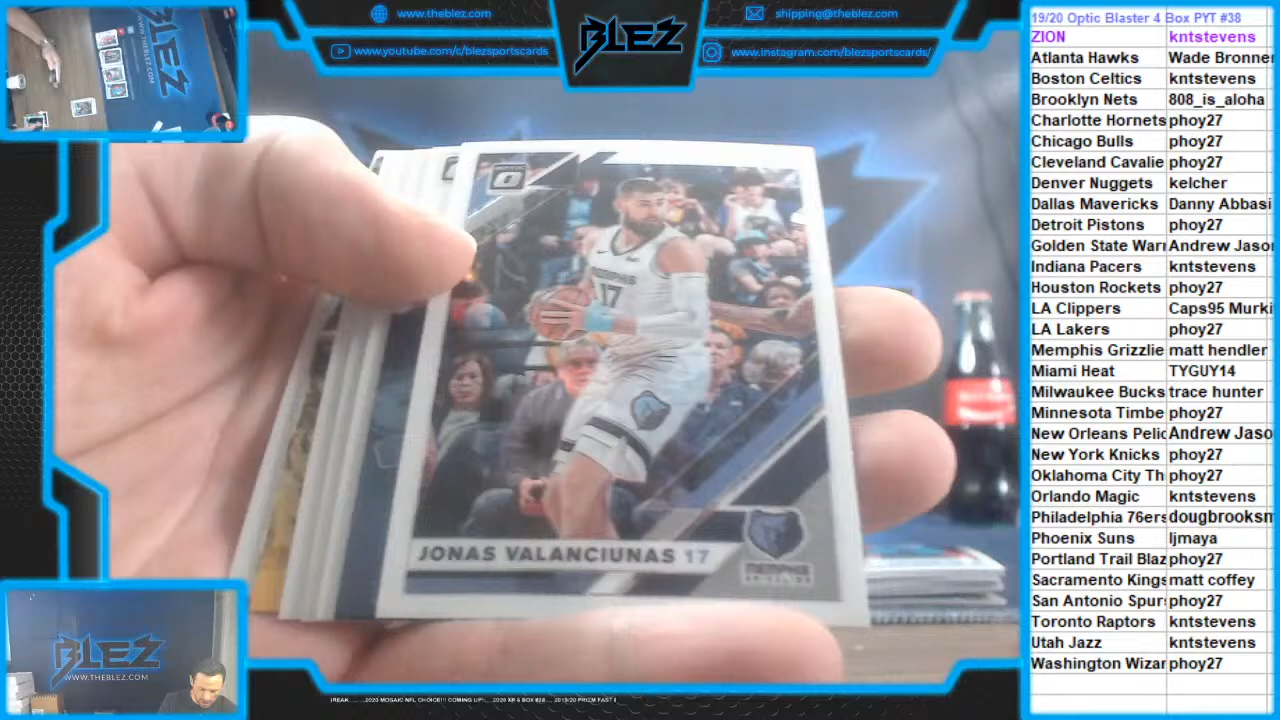 www.theblez.com
shipping@theblez.com
www.youtube.com/c/blezsportscards
www.instagram.com/blezsportscards/
BLEZ
BLEZ
WWW.THEBLEZ.COM
JONAS VALANCIUNAS 17
17
MEMPHIS
GRIZZLIES
BLEZ
WWW.THEBLEZ.COM
19/20 Optic Blaster 4 Box PYT #38
ZION kntstevens
Atlanta Hawks Wade Bronner
Boston Celtics kntstevens
Brooklyn Nets 808_is_aloha
Charlotte Hornets phoy27
Chicago Bulls phoy27
Cleveland Cavalie phoy27
Denver Nuggets kelcher
Dallas Mavericks Danny Abbasi
Detroit Pistons phoy27
Golden State Warr Andrew Jason
Indiana Pacers kntstevens
Houston Rockets phoy27
LA Clippers Caps95 Murki
LA Lakers phoy27
Memphis Grizzlie matt hendler
Miami Heat TYGUY14
Milwaukee Bucks trace hunter
Minnesota Timbe phoy27
New Orleans Pelic Andrew Jaso
New York Knicks phoy27
Oklahoma City Th phoy27
Orlando Magic kntstevens
Philadelphia 76ers dougbrooksm
Phoenix Suns ljmaya
Portland Trail Blaz phoy27
Sacramento Kings matt coffey
San Antonio Spurs phoy27
Toronto Raptors kntstevens
Utah Jazz kntstevens
Washington Wizar phoy27